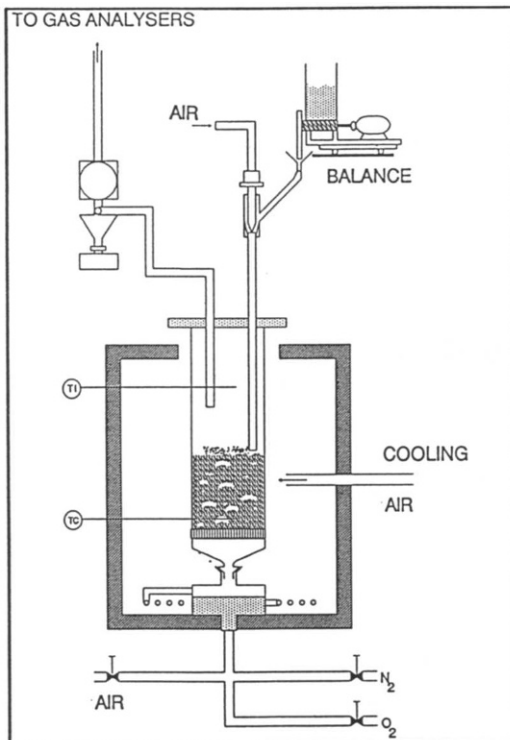 TO GAS ANALYSERS
AIR
BALANCE
TI
COOLING
AIR
TC
AIR
N2
O2